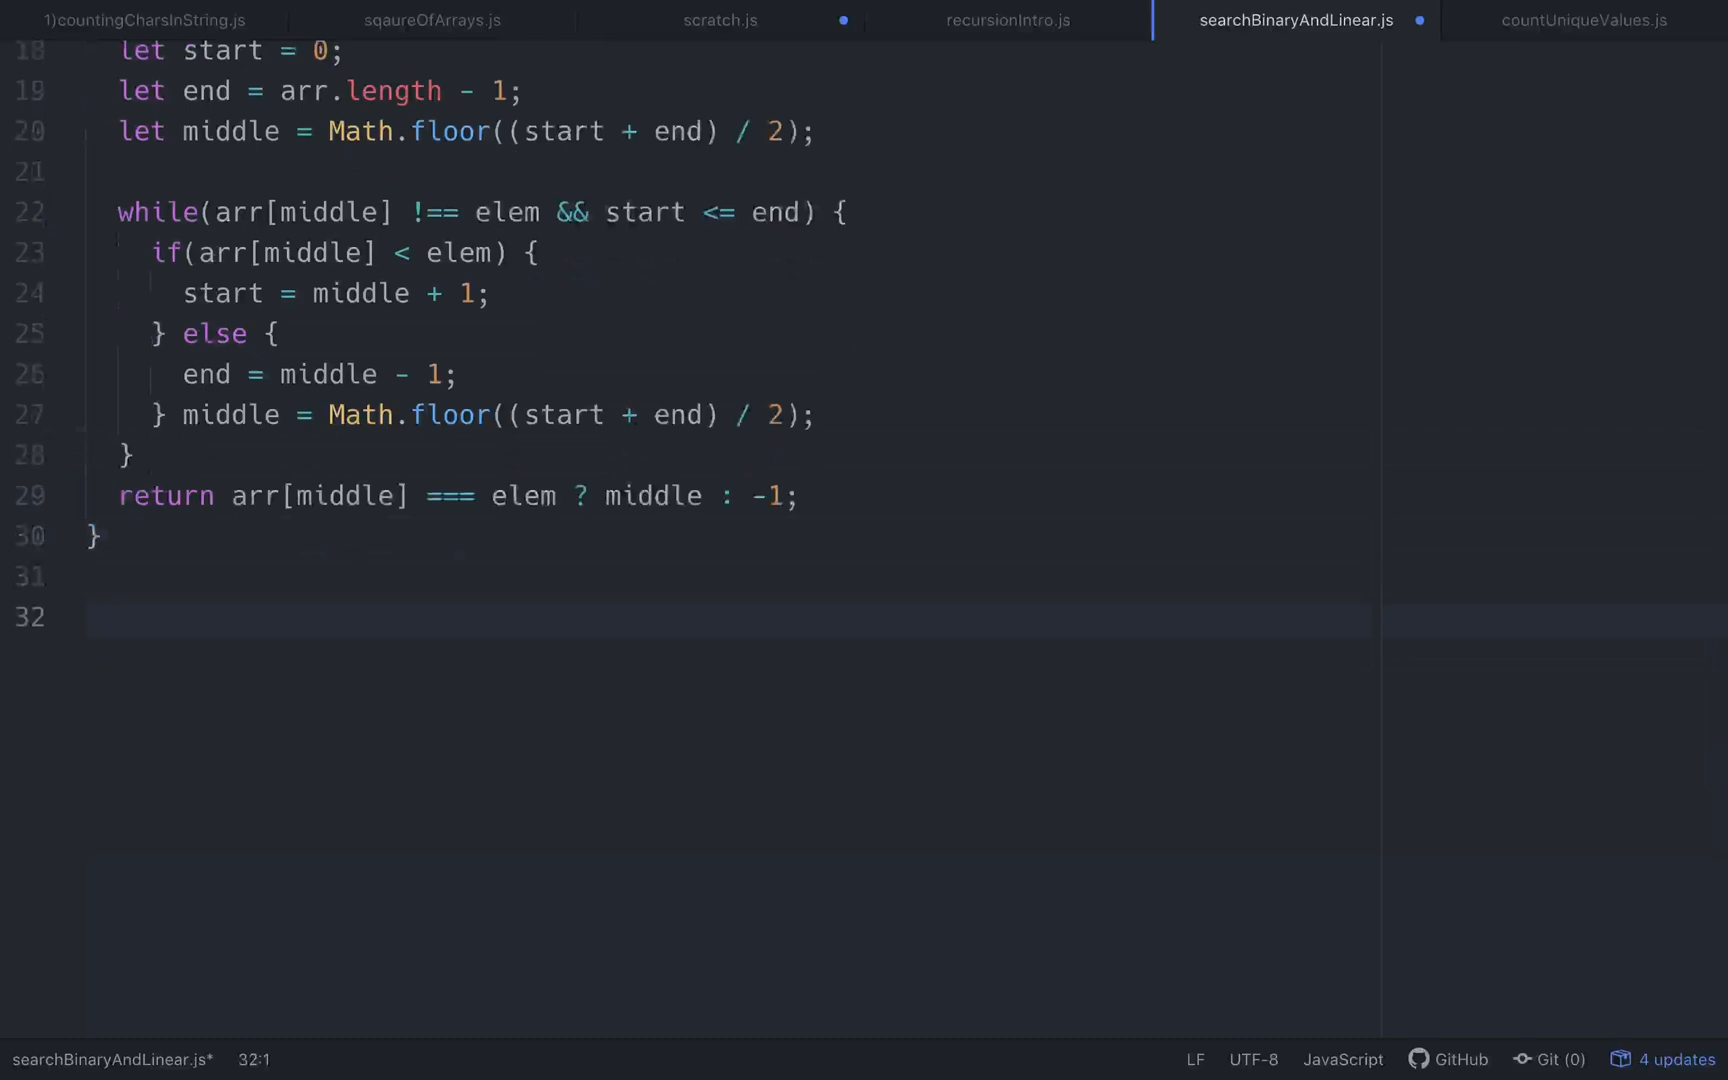 1)countingCharsInString.js sqaureOfArrays.js scratch.js recursionIntro.js searchBinaryAndLinear.js countUniqueValues.js
18 let start = 0;
19 let end = arr.length - 1;
20 let middle = Math.floor((start + end) / 2);
21
22 while(arr[middle] !== elem && start <= end) {
23 if(arr[middle] < elem) {
24 start = middle + 1;
25 } else {
26 end = middle - 1;
27 } middle = Math.floor((start + end) / 2);
28 }
29 return arr[middle] === elem ? middle : -1;
30 }
31
32
searchBinaryAndLinear.js* 32:1 LF UTF-8 JavaScript GitHub Git (0) 4 updates